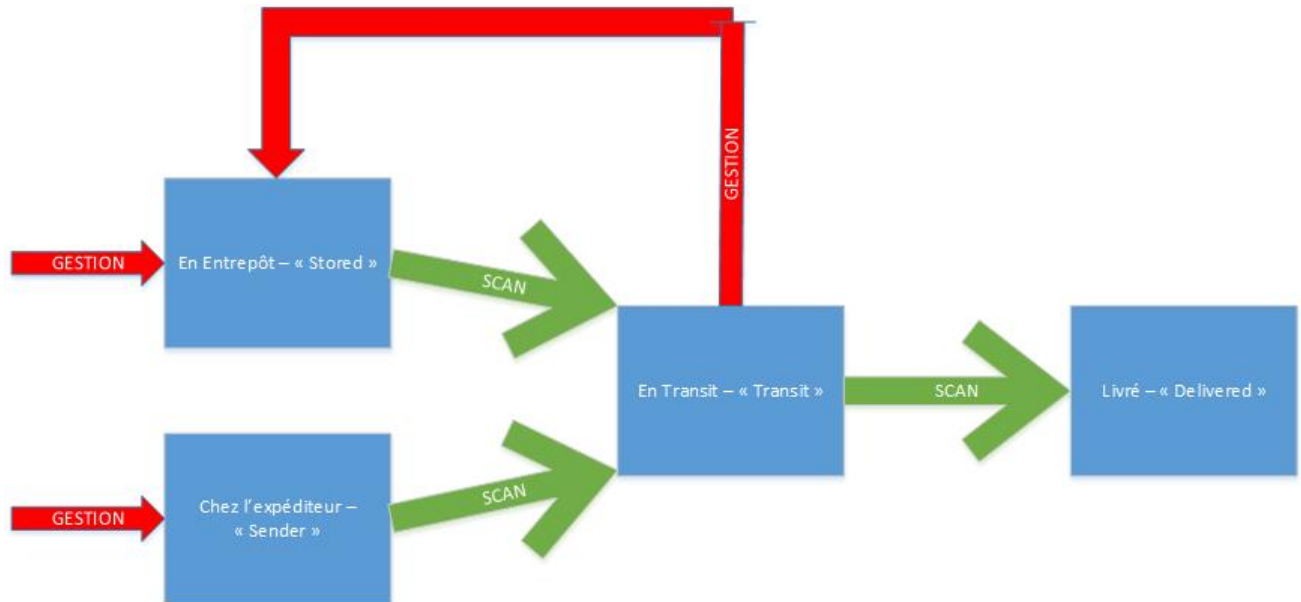 GESTION
GESTION
En Entrepôt – « Stored »
SCAN
En Transit – « Transit »
SCAN
Livré – « Delivered »
GESTION
Chez l’expéditeur –
« Sender »
SCAN